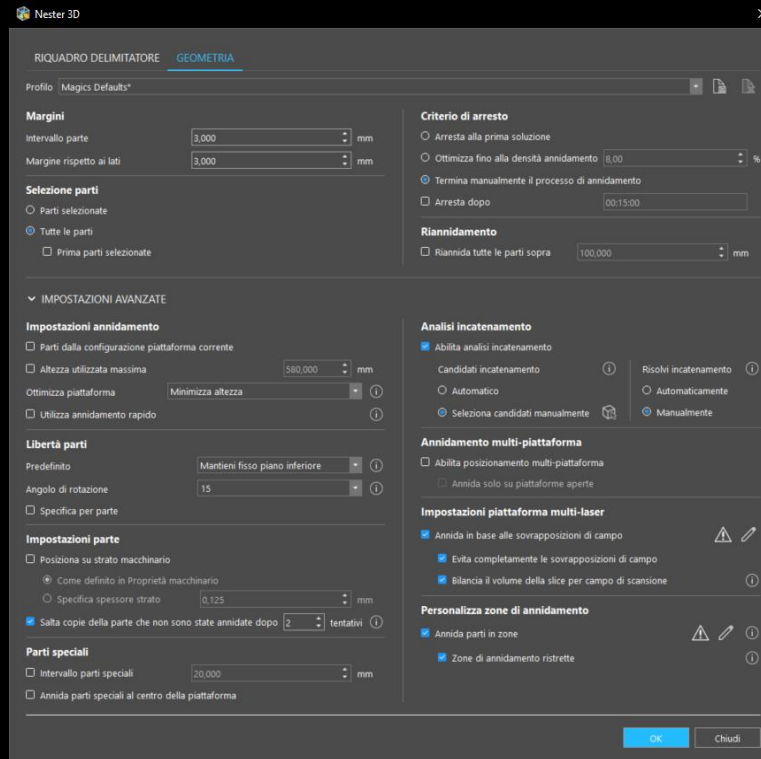 Nester 3D
RIQUADRO DELIMITATORE
GEOMETRIA
Profilo
Magics Defaults*
Margini
Intervallo parte
3,000
mm
Margine rispetto ai lati
3,000
mm
Selezione parti
Parti selezionate
Tutte le parti
Prima parti selezionate
Criterio di arresto
Arresta alla prima soluzione
Ottimizza fino alla densità annidamento
8,00
%
Termina manualmente il processo di annidamento
Arresta dopo
00:15:00
Riannidamento
Riannida tutte le parti sopra
100,000
mm
IMPOSTAZIONI AVANZATE
Impostazioni annidamento
Parti dalla configurazione piattaforma corrente
Altezza utilizzata massima
580,000
mm
Ottimizza piattaforma
Minimizza altezza
Utilizza annidamento rapido
Libertà parti
Predefinito
Mantieni fisso piano inferiore
Angolo di rotazione
15
Specifica per parte
Impostazioni parte
Posiziona su strato macchinario
Come definito in Proprietà macchinario
Specifica spessore strato
0,125
mm
Salta copie della parte che non sono state annidate dopo
2
tentativi
Parti speciali
Intervallo parti speciali
20,000
mm
Annida parti speciali al centro della piattaforma
Analisi incatenamento
Abilita analisi incatenamento
Candidati incatenamento
Automatico
Seleziona candidati manualmente
Risolvi incatenamento
Automaticamente
Manualmente
Annidamento multi-piattaforma
Abilita posizionamento multi-piattaforma
Annida solo su piattaforme aperte
Impostazioni piattaforma multi-laser
Annida in base alle sovrapposizioni di campo
Evita completamente le sovrapposizioni di campo
Bilancia il volume della slice per campo di scansione
Personalizza zone di annidamento
Annida parti in zone
Zone di annidamento ristrette
OK
Chiudi